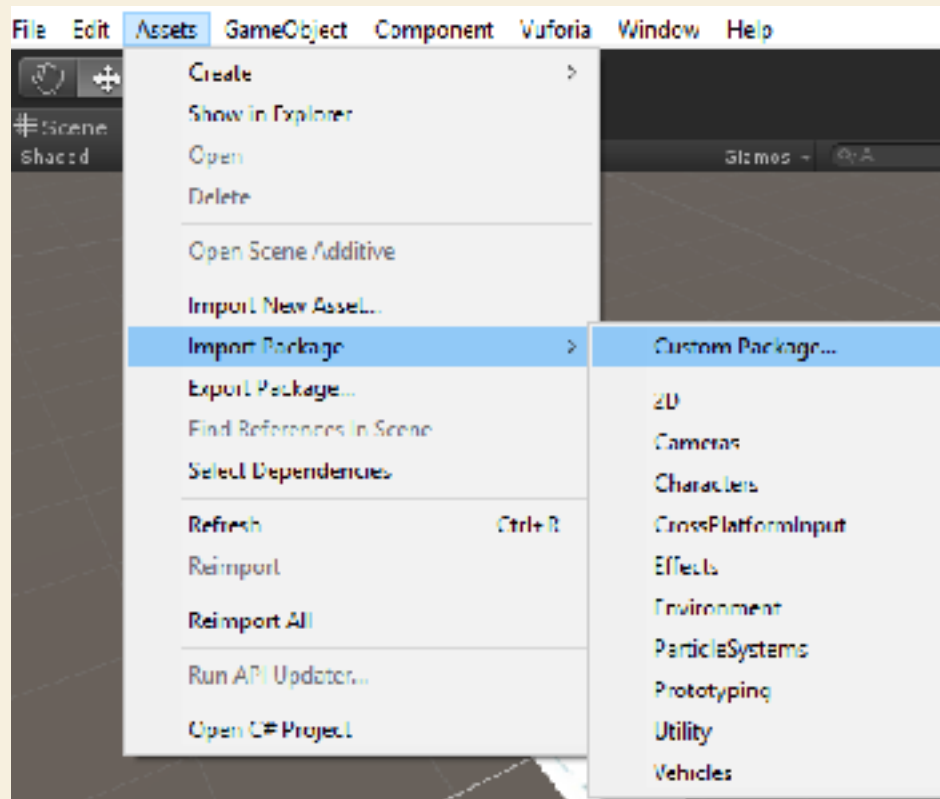 File Edit Assets GameObject Component Vuforia Window Help
Create >
Show in Explorer
# Scene
Shaded
Open
Gizmos
Delete
Open Scene Additive
Import New Asset...
Import Package >
Custom Package...
Export Package...
2D
Find References In Scene
Cameras
Select Dependencies
Characters
Refresh Ctrl+R
CrossPlatformInput
Reimport
Effects
Environment
Reimport All
ParticleSystems
Run API Updater...
Prototyping
Open C# Project
Utility
Vehicles